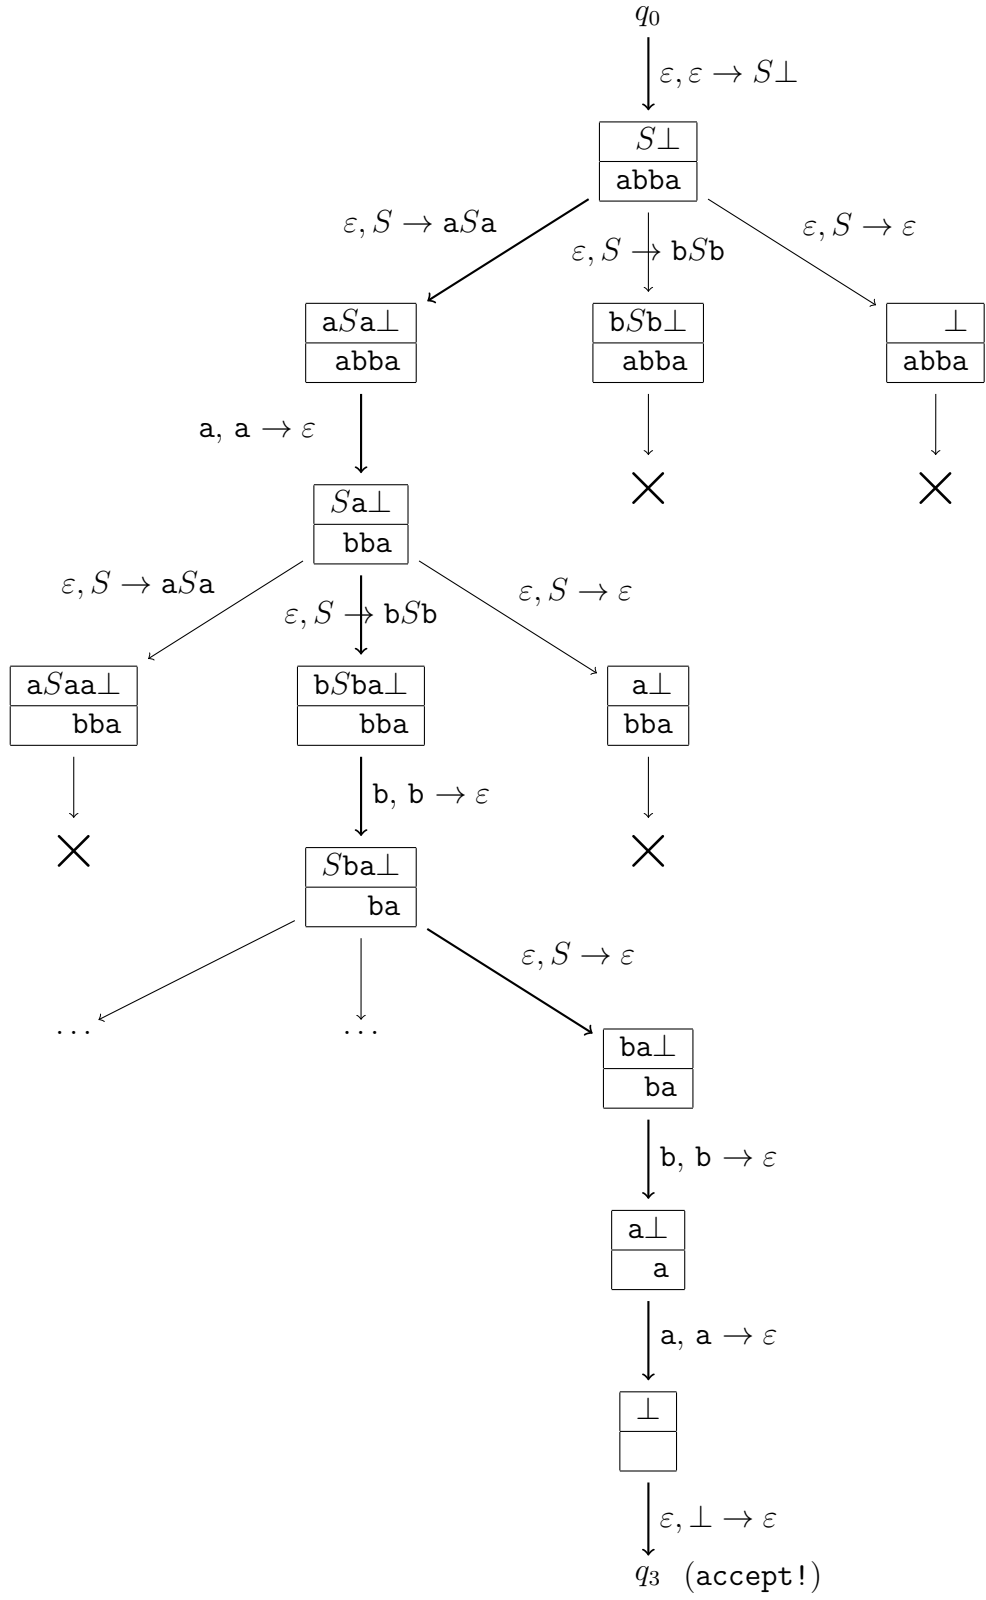 q₀
ε, ε → S⊥
S⊥
abba
ε, S → aSa
ε, S → bSb
ε, S → ε
aSa⊥
abba
bSb⊥
abba
⊥
abba
a, a → ε
Sa⊥
bba
ε, S → aSa
ε, S → bSb
ε, S → ε
aSaa⊥
bba
bSba⊥
bba
a⊥
bba
b, b → ε
Sba⊥
ba
ε, S → ε
...
...
ba⊥
ba
b, b → ε
a⊥
a
a, a → ε
⊥
ε, ⊥ → ε
q₃ (accept!)